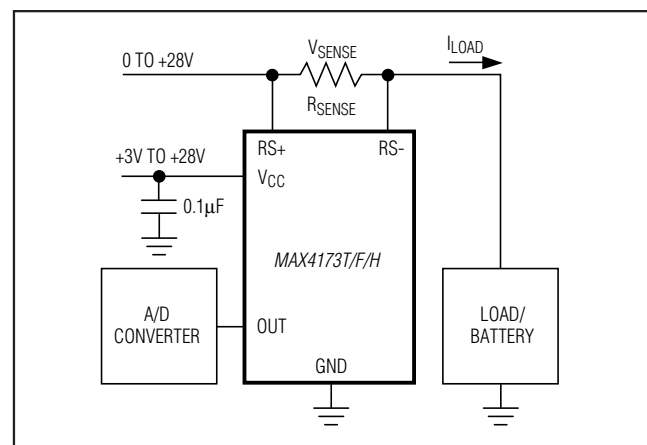 0 TO +28V
VSENSE
ILOAD
RSENSE
RS+
RS-
+3V TO +28V
VCC
0.1μF
MAX4173T/F/H
A/D
CONVERTER
OUT
LOAD/
BATTERY
GND